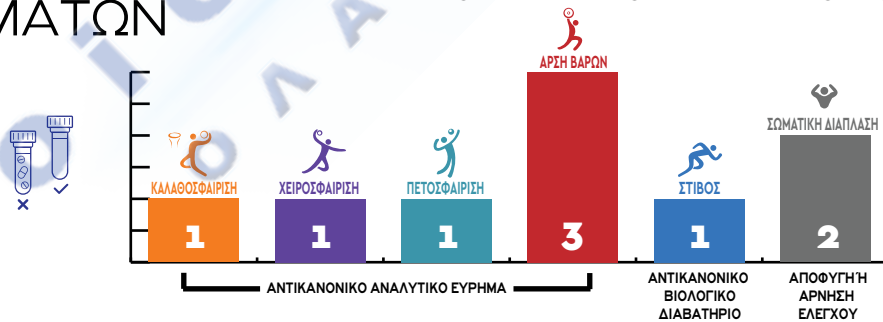 ΜΑΤΩΝ
ΑΡΣΗ ΒΑΡΩΝ
ΣΩΜΑΤΙΚΗ ΔΙΑΠΛΑΣΗ
ΚΑΛΑΘΟΣΦΑΙΡΙΣΗ ΧΕΙΡΟΣΦΑΙΡΙΣΗ ΠΕΤΟΣΦΑΙΡΙΣΗ ΣΤΙΒΟΣ
1 1 1 3 1 2
ΑΝΤΙΚΑΝΟΝΙΚΟ ΑΝΑΛΥΤΙΚΟ ΕΥΡΗΜΑ
ΑΝΤΙΚΑΝΟΝΙΚΟ
ΒΙΟΛΟΓΙΚΟ
ΔΙΑΒΑΤΗΡΙΟ
ΑΠΟΦΥΓΗ Ή
ΑΡΝΗΣΗ
ΕΛΕΓΧΟΥ